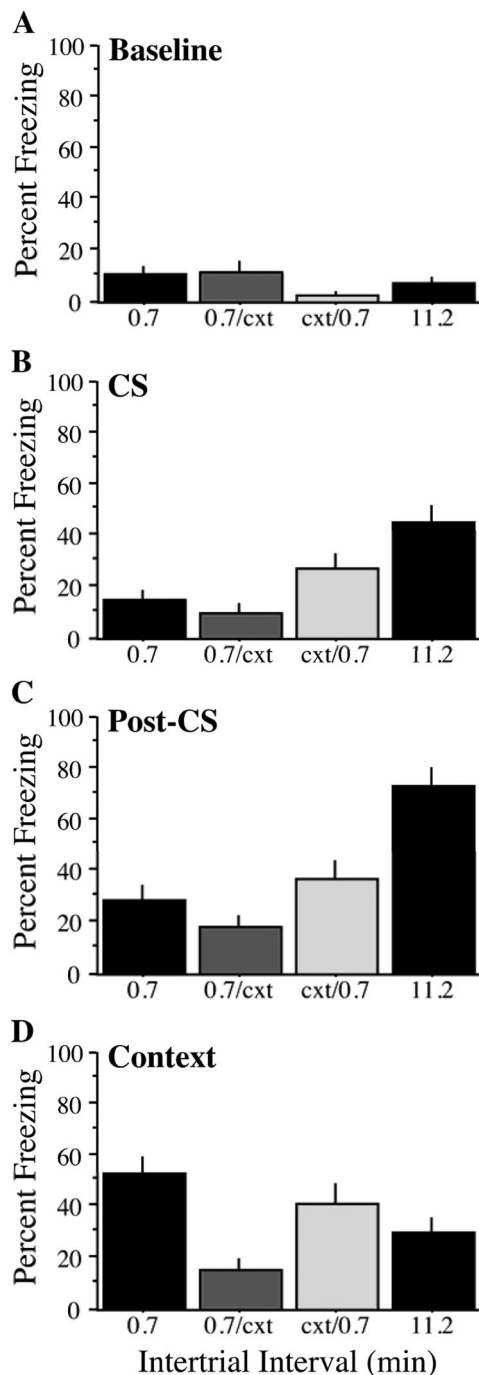 A
Baseline
Percent Freezing
100
80
60
40
20
0
0.7 0.7/cxt cxt/0.7 11.2
B
CS
Percent Freezing
100
80
60
40
20
0
0.7 0.7/cxt cxt/0.7 11.2
C
Post-CS
Percent Freezing
100
80
60
40
20
0
0.7 0.7/cxt cxt/0.7 11.2
D
Context
Percent Freezing
100
80
60
40
20
0
0.7 0.7/cxt cxt/0.7 11.2
Intertrial Interval (min)